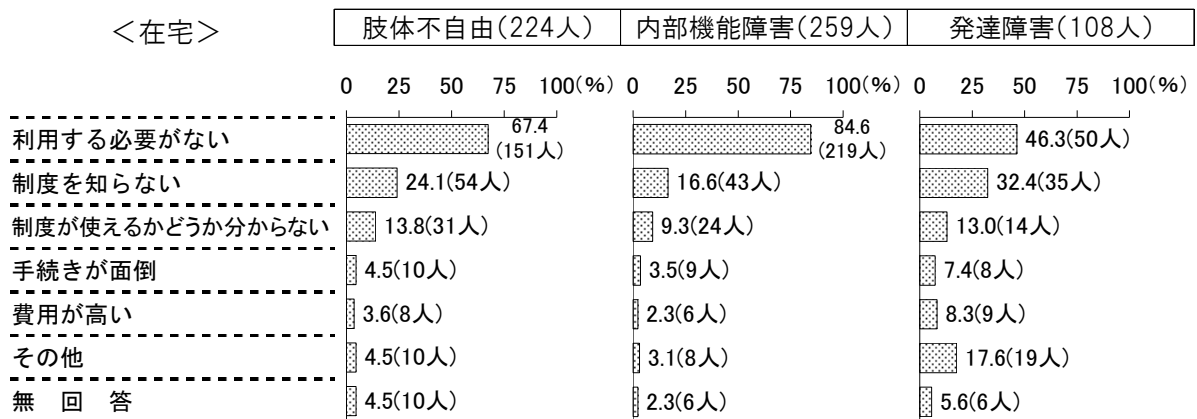 ＜在宅＞ 肢体不自由(224人) 内部機能障害(259人) 発達障害(108人)
0 25 50 75 100(%) 0 25 50 75 100(%) 0 25 50 75 100(%)
利用する必要がない 67.4(151人) 84.6(219人) 46.3(50人)
制度を知らない 24.1(54人) 16.6(43人) 32.4(35人)
制度が使えるかどうか分からない 13.8(31人) 9.3(24人) 13.0(14人)
手続きが面倒 4.5(10人) 3.5(9人) 7.4(8人)
費用が高い 3.6(8人) 2.3(6人) 8.3(9人)
その他 4.5(10人) 3.1(8人) 17.6(19人)
無 回 答 4.5(10人) 2.3(6人) 5.6(6人)